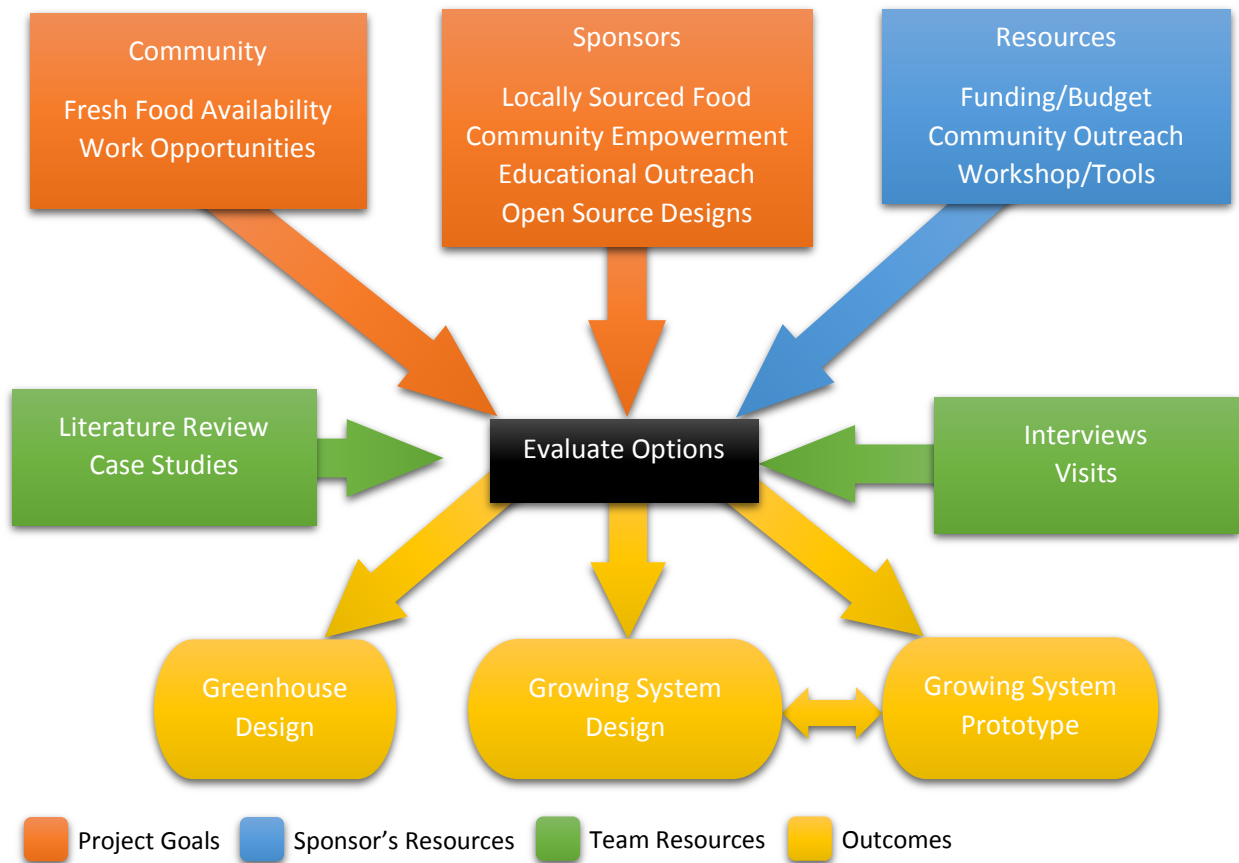 Community
Fresh Food Availability
Work Opportunities
Sponsors
Locally Sourced Food
Community Empowerment
Educational Outreach
Open Source Designs
Resources
Funding/Budget
Community Outreach
Workshop/Tools
Literature Review
Case Studies
Evaluate Options
Interviews
Visits
Greenhouse
Design
Growing System
Design
Growing System
Prototype
Project Goals
Sponsor’s Resources
Team Resources
Outcomes